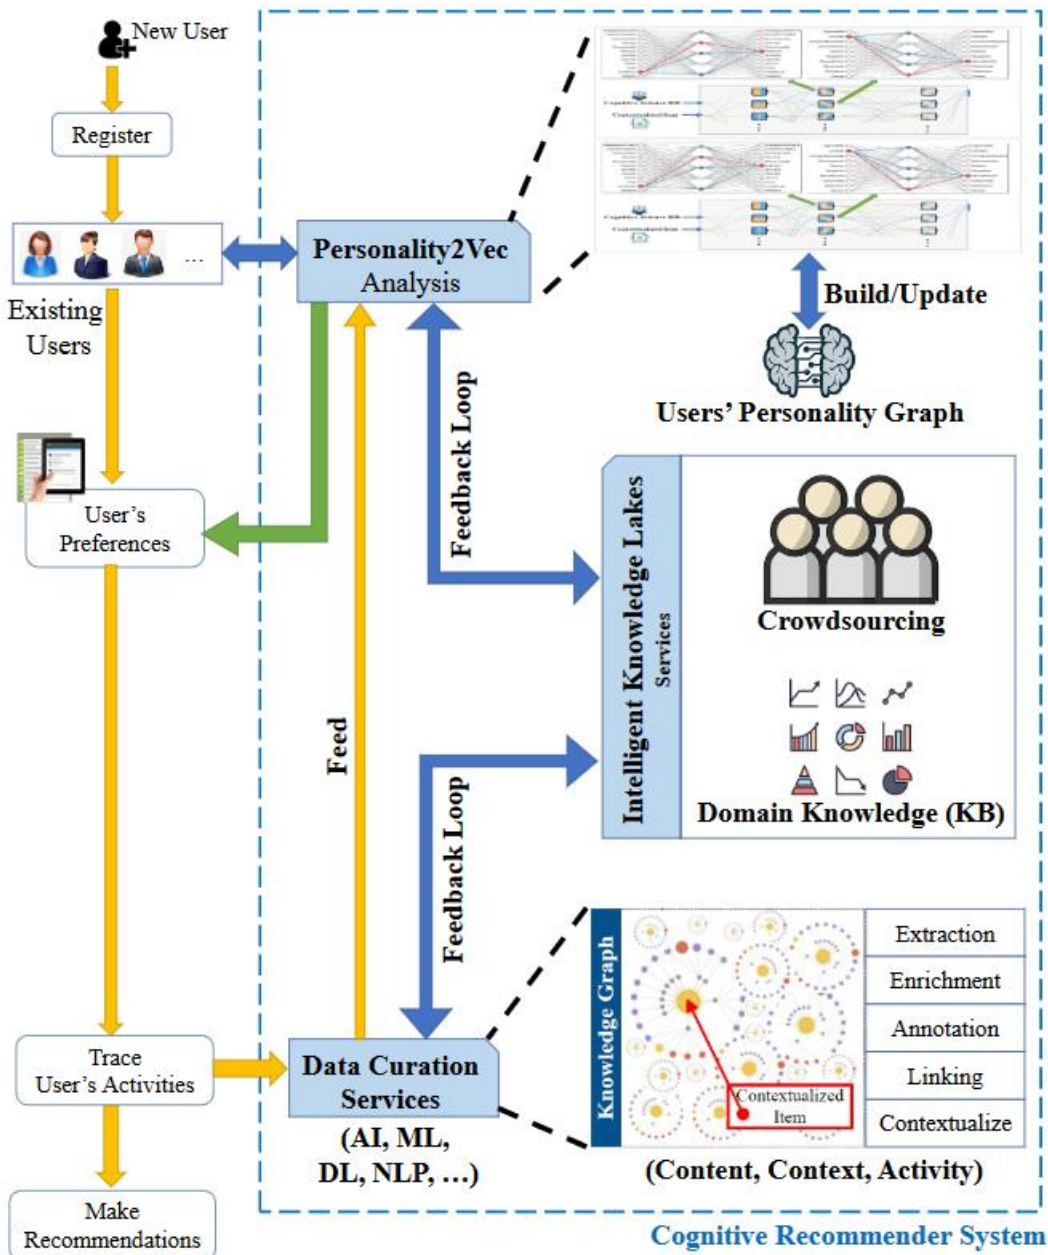 New User
Register
...
Existing
Users
Personality2Vec
Analysis
Build/Update
Users’ Personality Graph
User’s
Preferences
Feedback Loop
Intelligent Knowledge Lakes
Services
Crowdsourcing
Domain Knowledge (KB)
Feed
Feedback Loop
Trace
User’s Activities
Data Curation
Services
(AI, ML,
DL, NLP, ...)
Knowledge Graph
Contextualized
Item
Extraction
Enrichment
Annotation
Linking
Contextualize
(Content, Context, Activity)
Make
Recommendations
Cognitive Recommender System